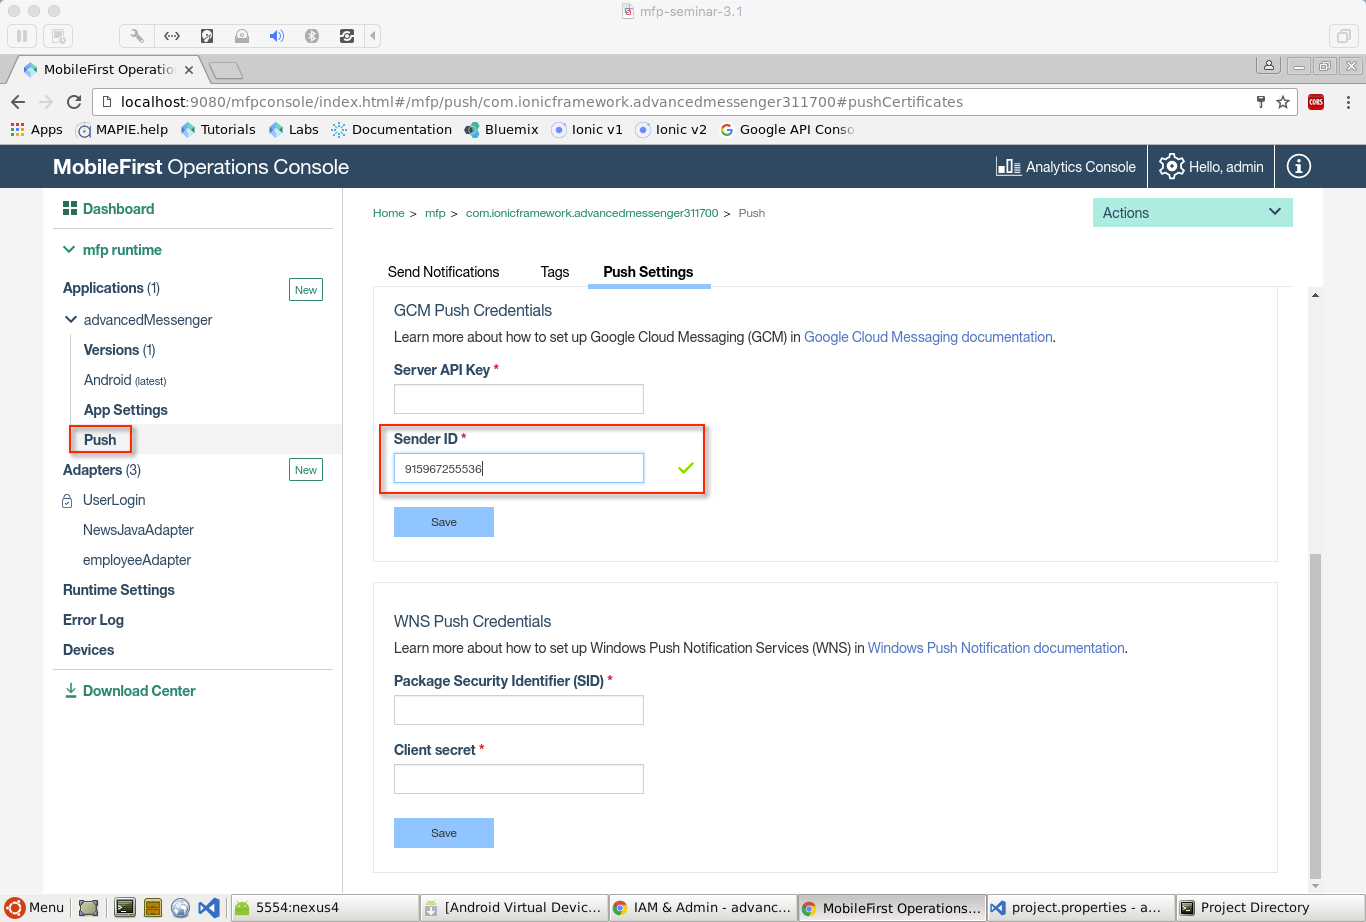 mfp-seminar-3.1
MobileFirst Operatio
localhost:9080/mfpconsole/index.html#/mfp/push/com.ionicframework.advancedmessenger311700#pushCertificates
CORS
Apps MAPIE.help Tutorials Labs Documentation Bluemix Ionic v1 Ionic v2 Google API Conso
MobileFirst Operations Console
Analytics Console
Hello, admin
Dashboard
mfp runtime
Applications (1)
New
advancedMessenger
Versions (1)
Android (latest)
App Settings
Push
Adapters (3)
New
UserLogin
NewsJavaAdapter
employeeAdapter
Runtime Settings
Error Log
Devices
Download Center
Home > mfp > com.ionicframework.advancedmessenger311700 > Push
Actions
Send Notifications Tags Push Settings
GCM Push Credentials
Learn more about how to set up Google Cloud Messaging (GCM) in Google Cloud Messaging documentation.
Server API Key *
Sender ID *
915967255536
Save
WNS Push Credentials
Learn more about how to set up Windows Push Notification Services (WNS) in Windows Push Notification documentation.
Package Security Identifier (SID) *
Client secret *
Save
Menu 5554:nexus4 [Android Virtual Devic... IAM & Admin - advanc... MobileFirst Operations... project.properties - a... Project Directory